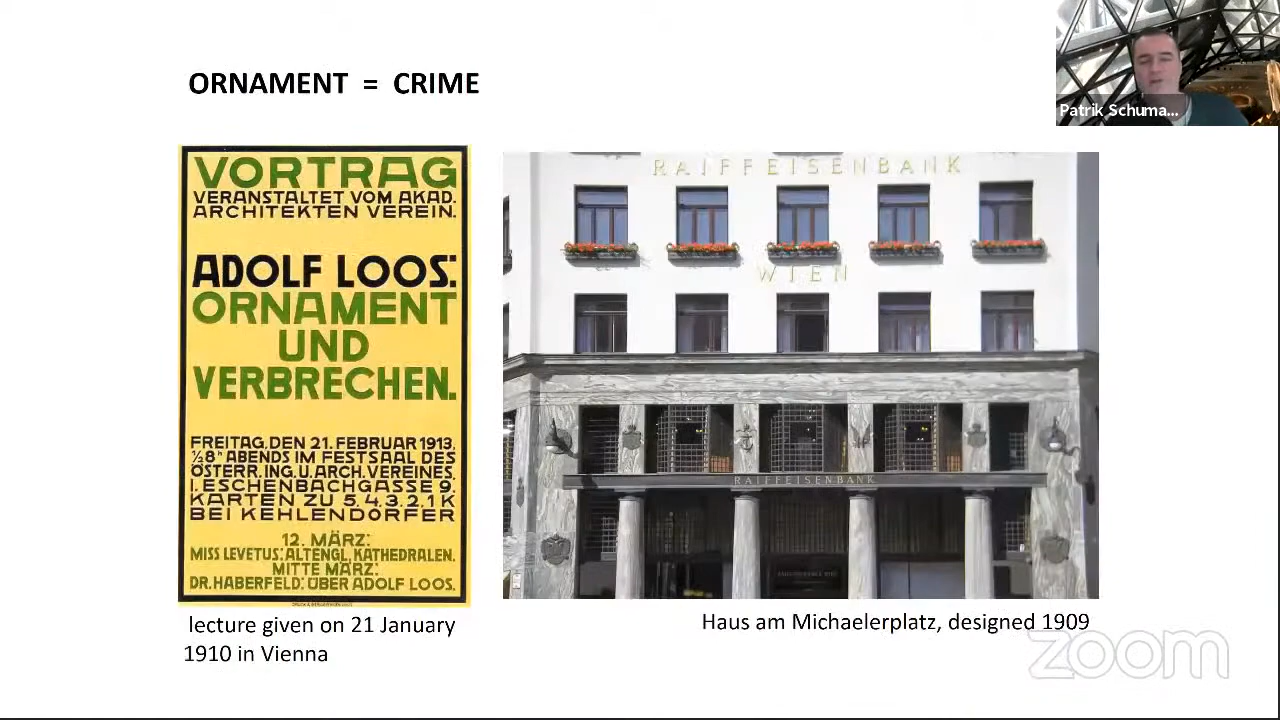 ORNAMENT = CRIME
Patrik Schuma...
VORTRAG
VERANSTALTET VOM AKAD.
ARCHITEKTEN VEREIN.
ADOLF LOOS:
ORNAMENT
UND
VERBRECHEN.
FREITAG, DEN 21. FEBRUAR 1913,
½8h ABENDS IM FESTSAAL DES
ÖSTERR. ING. U. ARCH. VEREINES,
I. ESCHENBACHGASSE 9.
KARTEN ZU 5, 4, 3, 2, 1 K
BEI KEHLENDORFER
12. MÄRZ:
MISS LEVETUS: ALTENGL. KATHEDRALEN.
MITTE MÄRZ:
DR. HABERFELD: ÜBER ADOLF LOOS.
RAIFFEISENBANK
WIEN
RAIFFEISENBANK
lecture given on 21 January
1910 in Vienna
Haus am Michaelerplatz, designed 1909
zoom